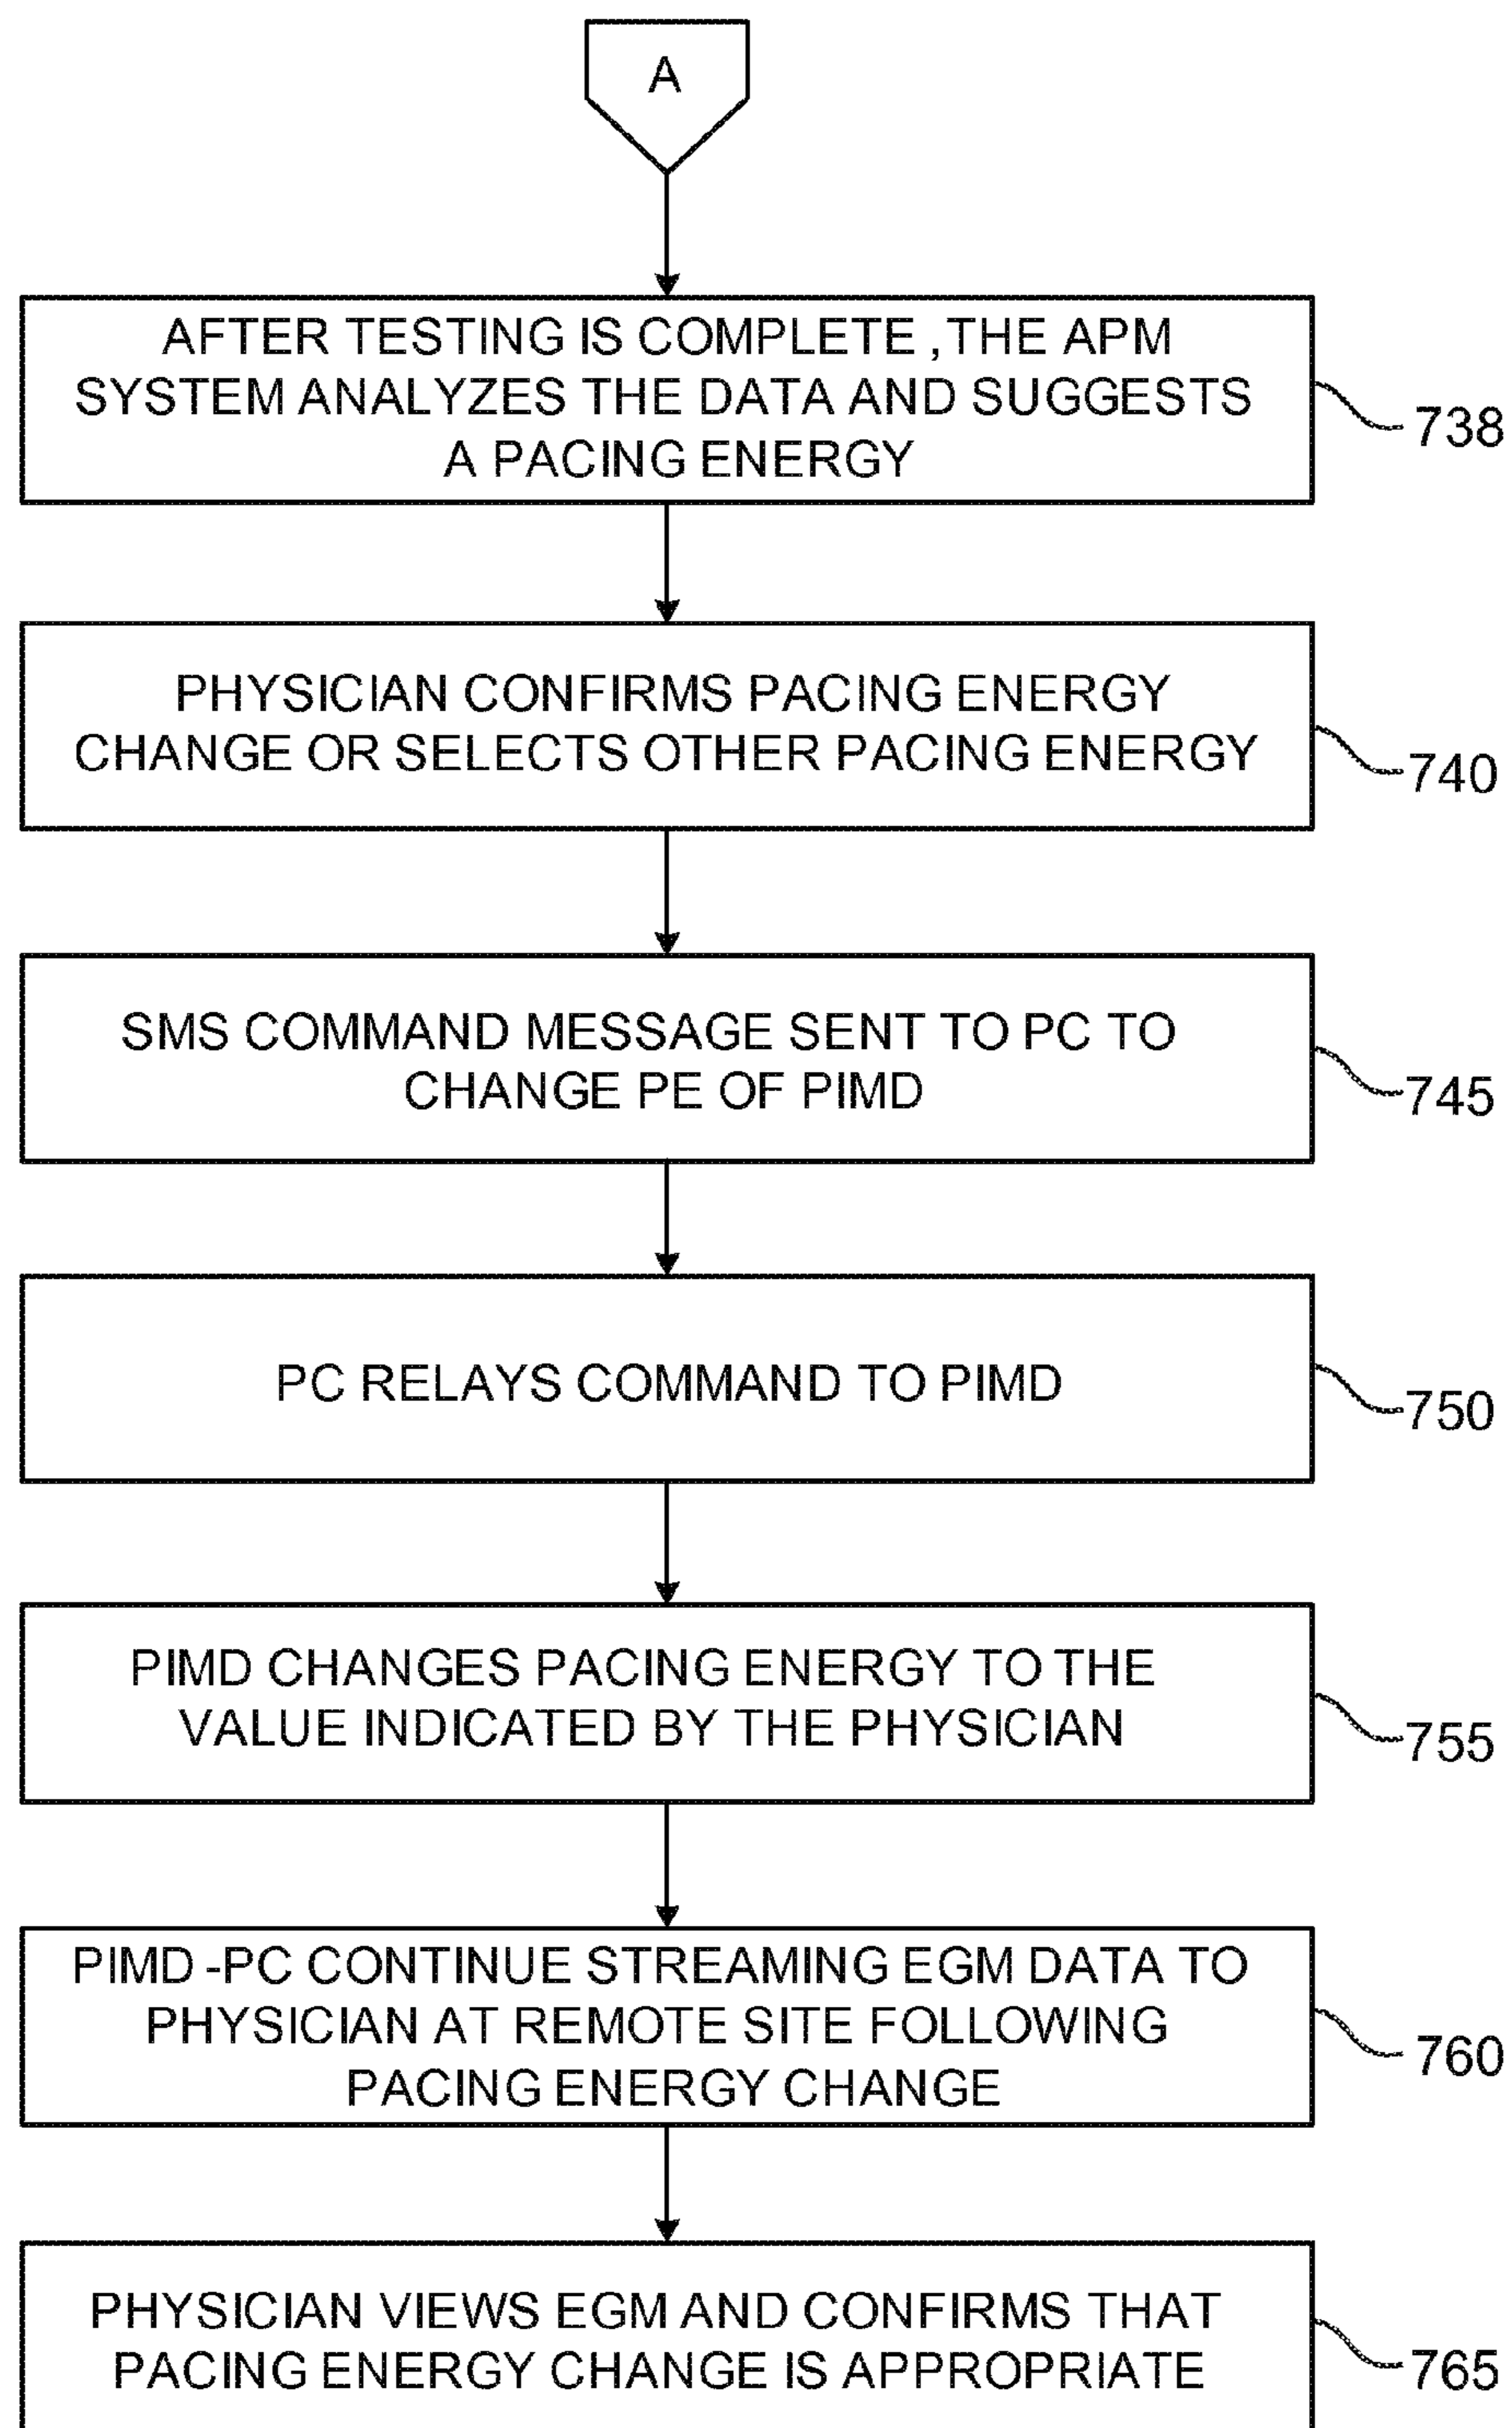 A
AFTER TESTING IS COMPLETE ,THE APM
SYSTEM ANALYZES THE DATA AND SUGGESTS
A PACING ENERGY
738
PHYSICIAN CONFIRMS PACING ENERGY
CHANGE OR SELECTS OTHER PACING ENERGY
740
SMS COMMAND MESSAGE SENT TO PC TO
CHANGE PE OF PIMD
745
PC RELAYS COMMAND TO PIMD
750
PIMD CHANGES PACING ENERGY TO THE
VALUE INDICATED BY THE PHYSICIAN
755
PIMD -PC CONTINUE STREAMING EGM DATA TO
PHYSICIAN AT REMOTE SITE FOLLOWING
PACING ENERGY CHANGE
760
PHYSICIAN VIEWS EGM AND CONFIRMS THAT
PACING ENERGY CHANGE IS APPROPRIATE
765